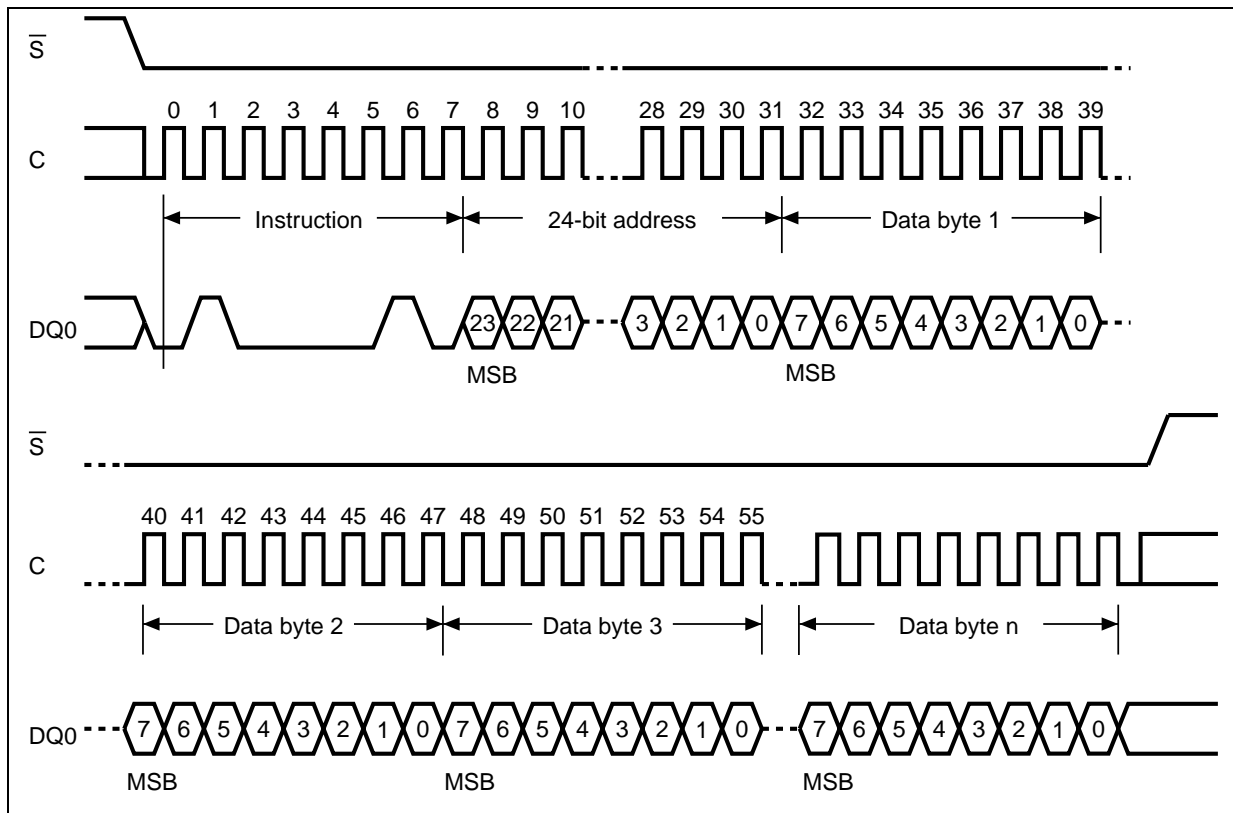 S
0 1 2 3 4 5 6 7 8 9 10 28 29 30 31 32 33 34 35 36 37 38 39
C
Instruction 24-bit address Data byte 1
DQ0 23 22 21 3 2 1 0 7 6 5 4 3 2 1 0
MSB MSB
S
40 41 42 43 44 45 46 47 48 49 50 51 52 53 54 55
C
Data byte 2 Data byte 3 Data byte n
DQ0 7 6 5 4 3 2 1 0 7 6 5 4 3 2 1 0 7 6 5 4 3 2 1 0
MSB MSB MSB